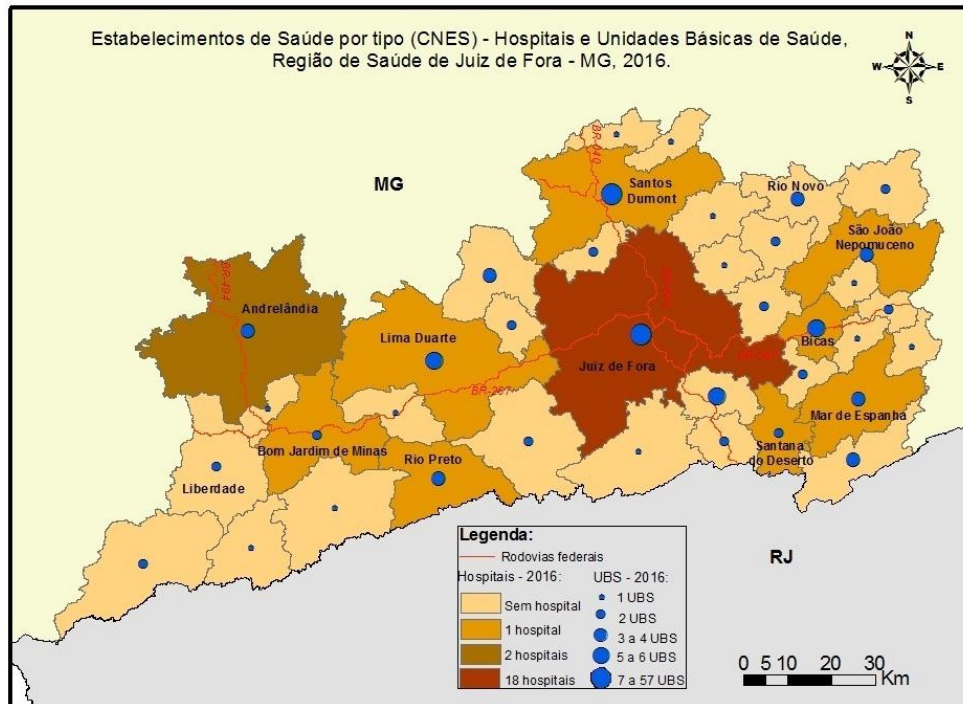 Estabelecimentos de Saúde por tipo (CNES) - Hospitais e Unidades Básicas de Saúde,
Região de Saúde de Juiz de Fora - MG, 2016.
N
W
E
S
MG
BR-040
Santos
Dumont
Rio Novo
São João
Nepomuceno
BR-494
Andrelândia
Lima Duarte
Juiz de Fora
Bicas
BR-267
Mar de Espanha
Bom Jardim de Minas
Rio Preto
Santana
do Deserto
Liberdade
RJ
Legenda:
Rodovias federais
Hospitais - 2016:
Sem hospital
1 hospital
2 hospitais
18 hospitais
UBS - 2016:
1 UBS
2 UBS
3 a 4 UBS
5 a 6 UBS
7 a 57 UBS
0 5 10 20 30
Km